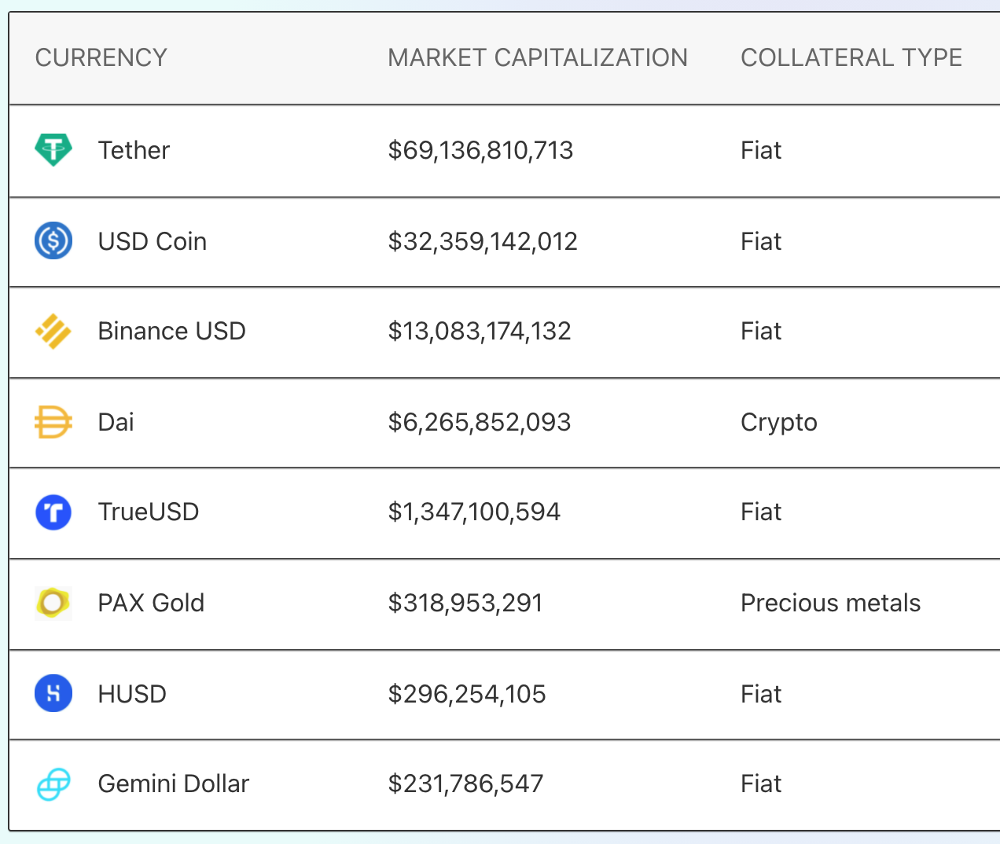 CURRENCY MARKET CAPITALIZATION COLLATERAL TYPE
Tether $69,136,810,713 Fiat
USD Coin $32,359,142,012 Fiat
Binance USD $13,083,174,132 Fiat
Dai $6,265,852,093 Crypto
TrueUSD $1,347,100,594 Fiat
PAX Gold $318,953,291 Precious metals
HUSD $296,254,105 Fiat
Gemini Dollar $231,786,547 Fiat